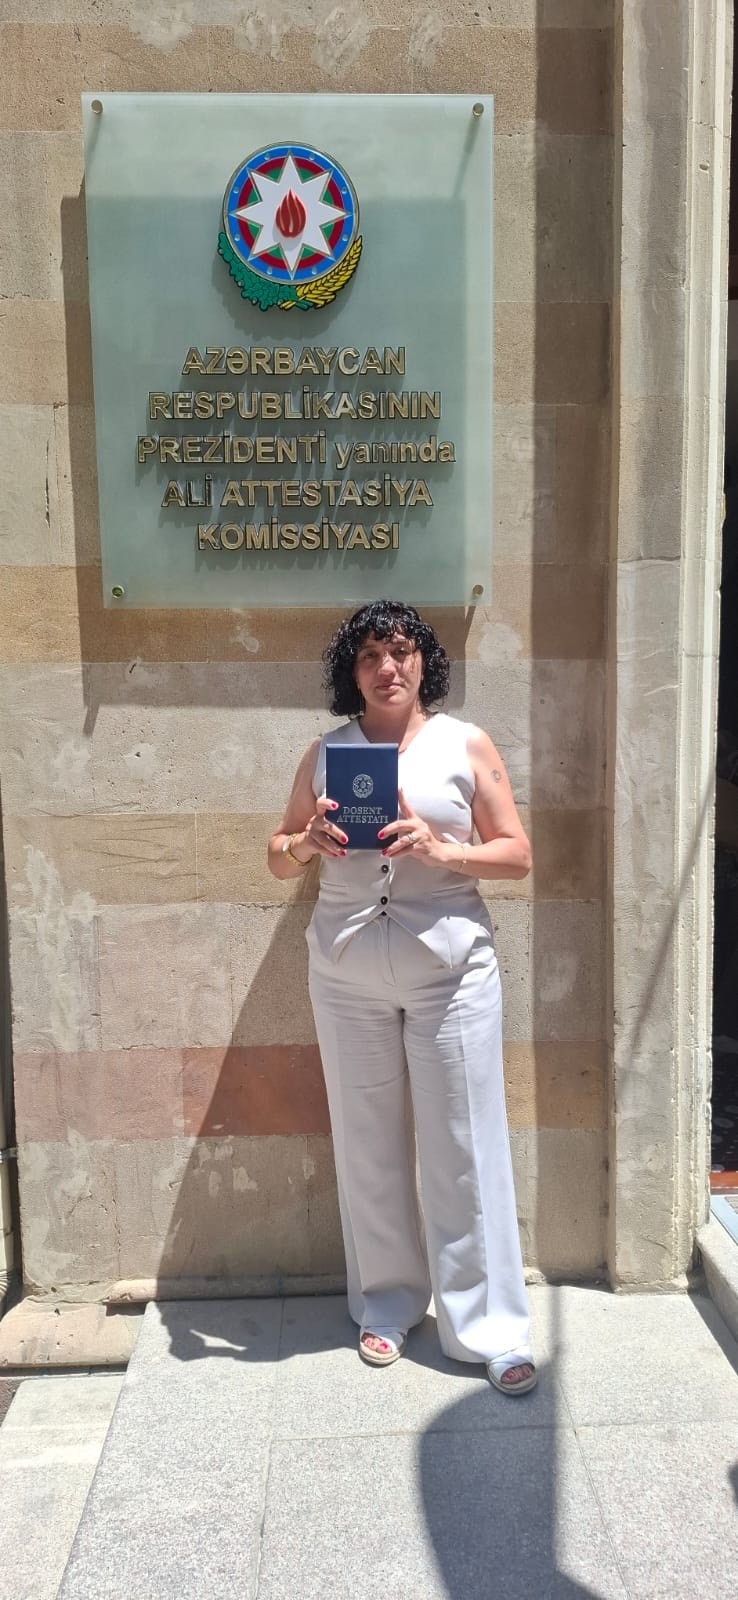 AZƏRBAYCAN
RESPUBLİKASININ
PREZİDENTİ yanında
ALİ ATTESTASİYA
KOMİSSİYASI
DOSENT
ATTESTATI